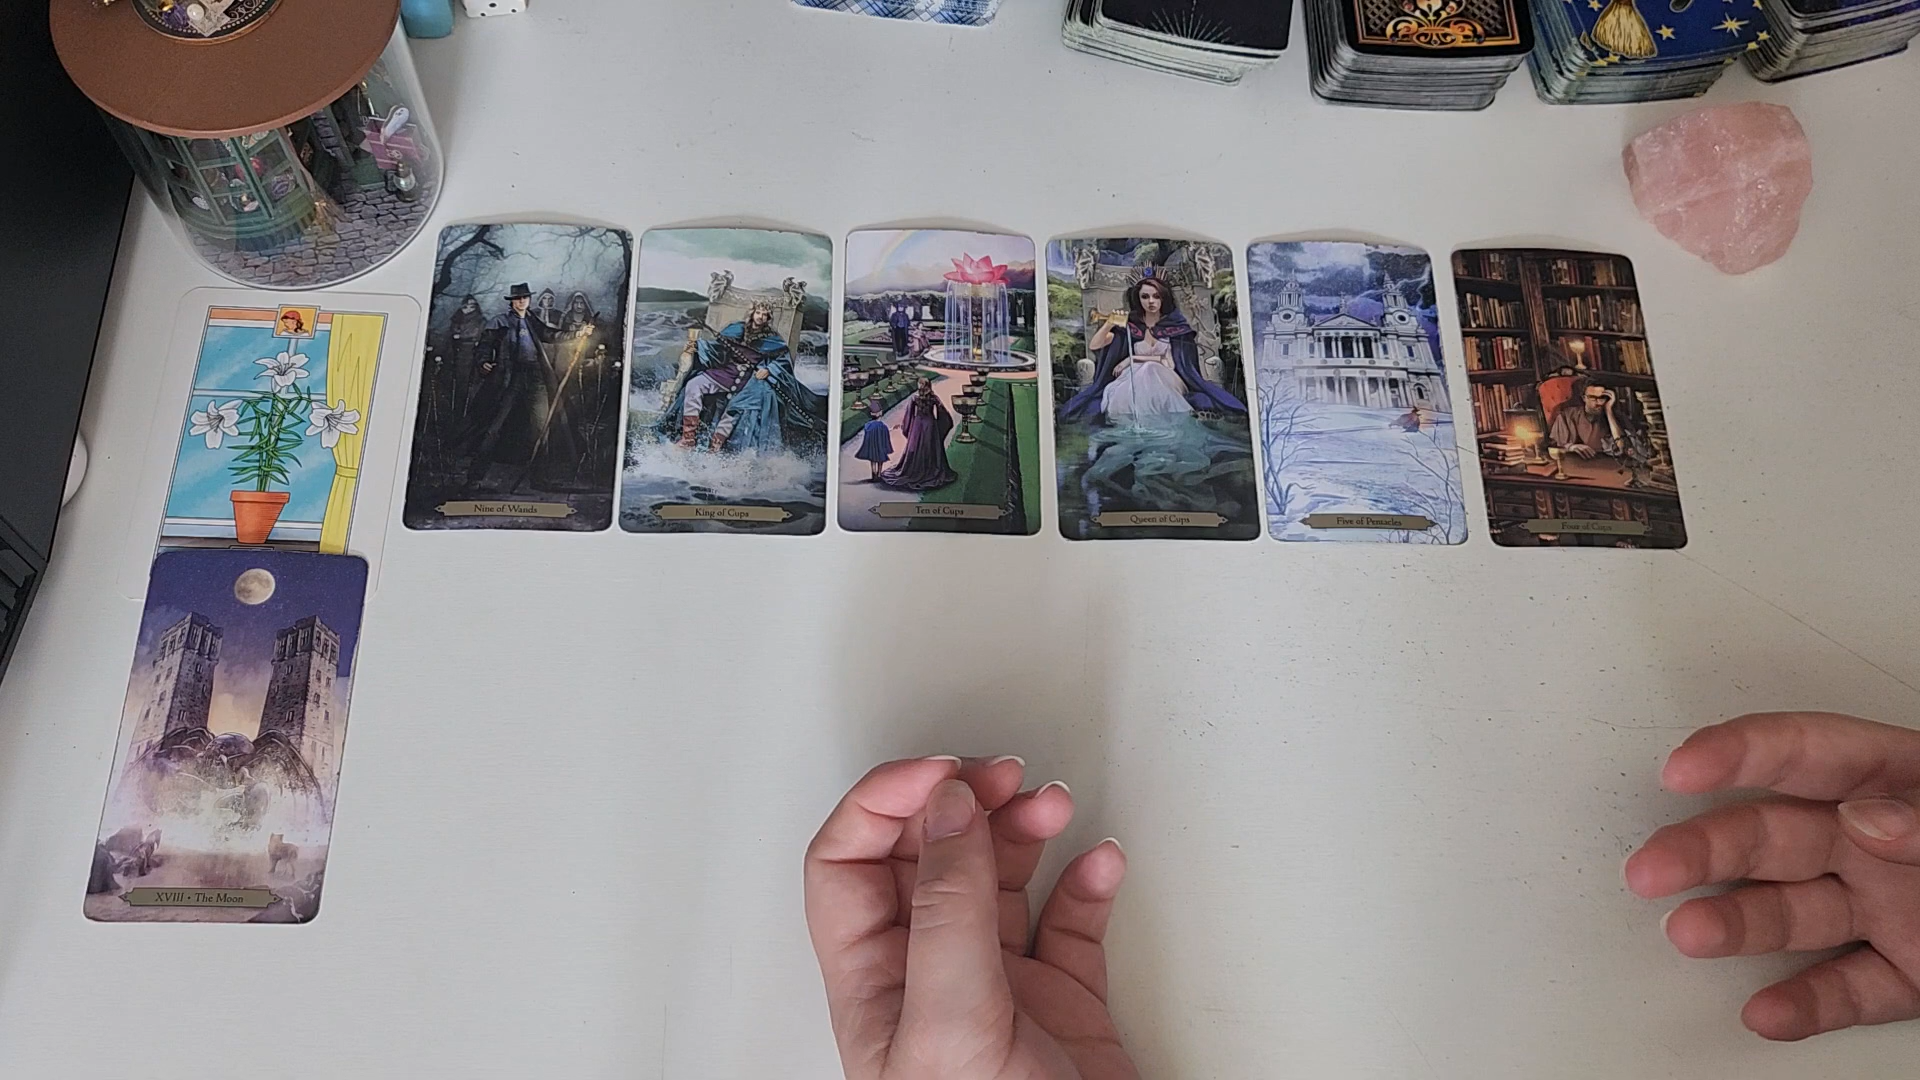 Nine of Wands
King of Cups
Ten of Cups
Queen of Cups
Five of Pentacles
Four of Cups
XVIII • The Moon